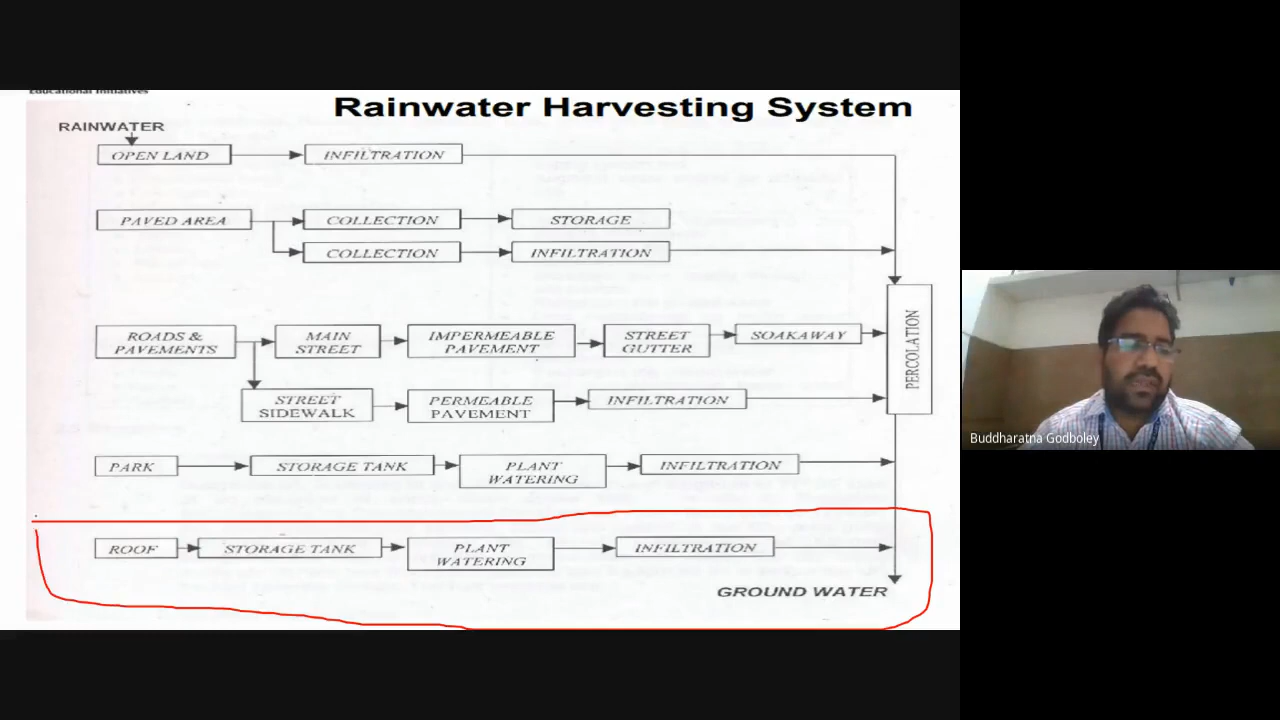 Educational Initiatives
Rainwater Harvesting System
RAINWATER
OPEN LAND
INFILTRATION
PAVED AREA
COLLECTION
STORAGE
COLLECTION
INFILTRATION
ROADS &
PAVEMENTS
MAIN
STREET
IMPERMEABLE
PAVEMENT
STREET
GUTTER
SOAKAWAY
PERCOLATION
STREET
SIDEWALK
PERMEABLE
PAVEMENT
INFILTRATION
PARK
STORAGE TANK
PLANT
WATERING
INFILTRATION
ROOF
STORAGE TANK
PLANT
WATERING
INFILTRATION
GROUND WATER
Buddharatna Godboley